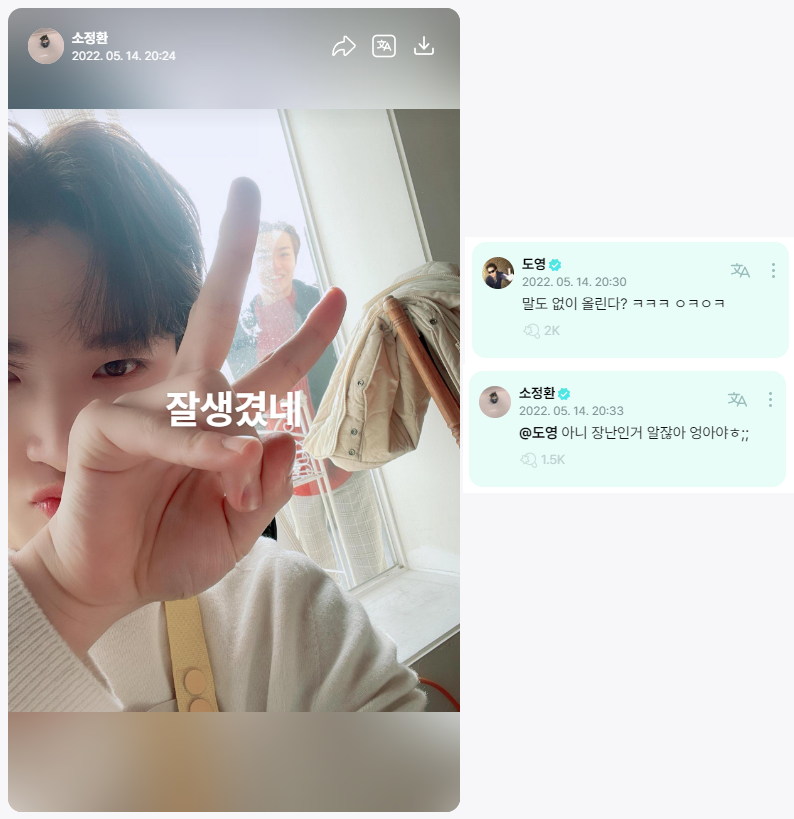 소정환
2022. 05. 14. 20:24
잘생겼네
도영
2022. 05. 14. 20:30
말도 없이 올린다? ㅋㅋㅋ ㅇㅋㅇㅋ
2K
소정환
2022. 05. 14. 20:33
@도영 아니 장난인거 알잖아 엉아야ㅎ;;
1.5K